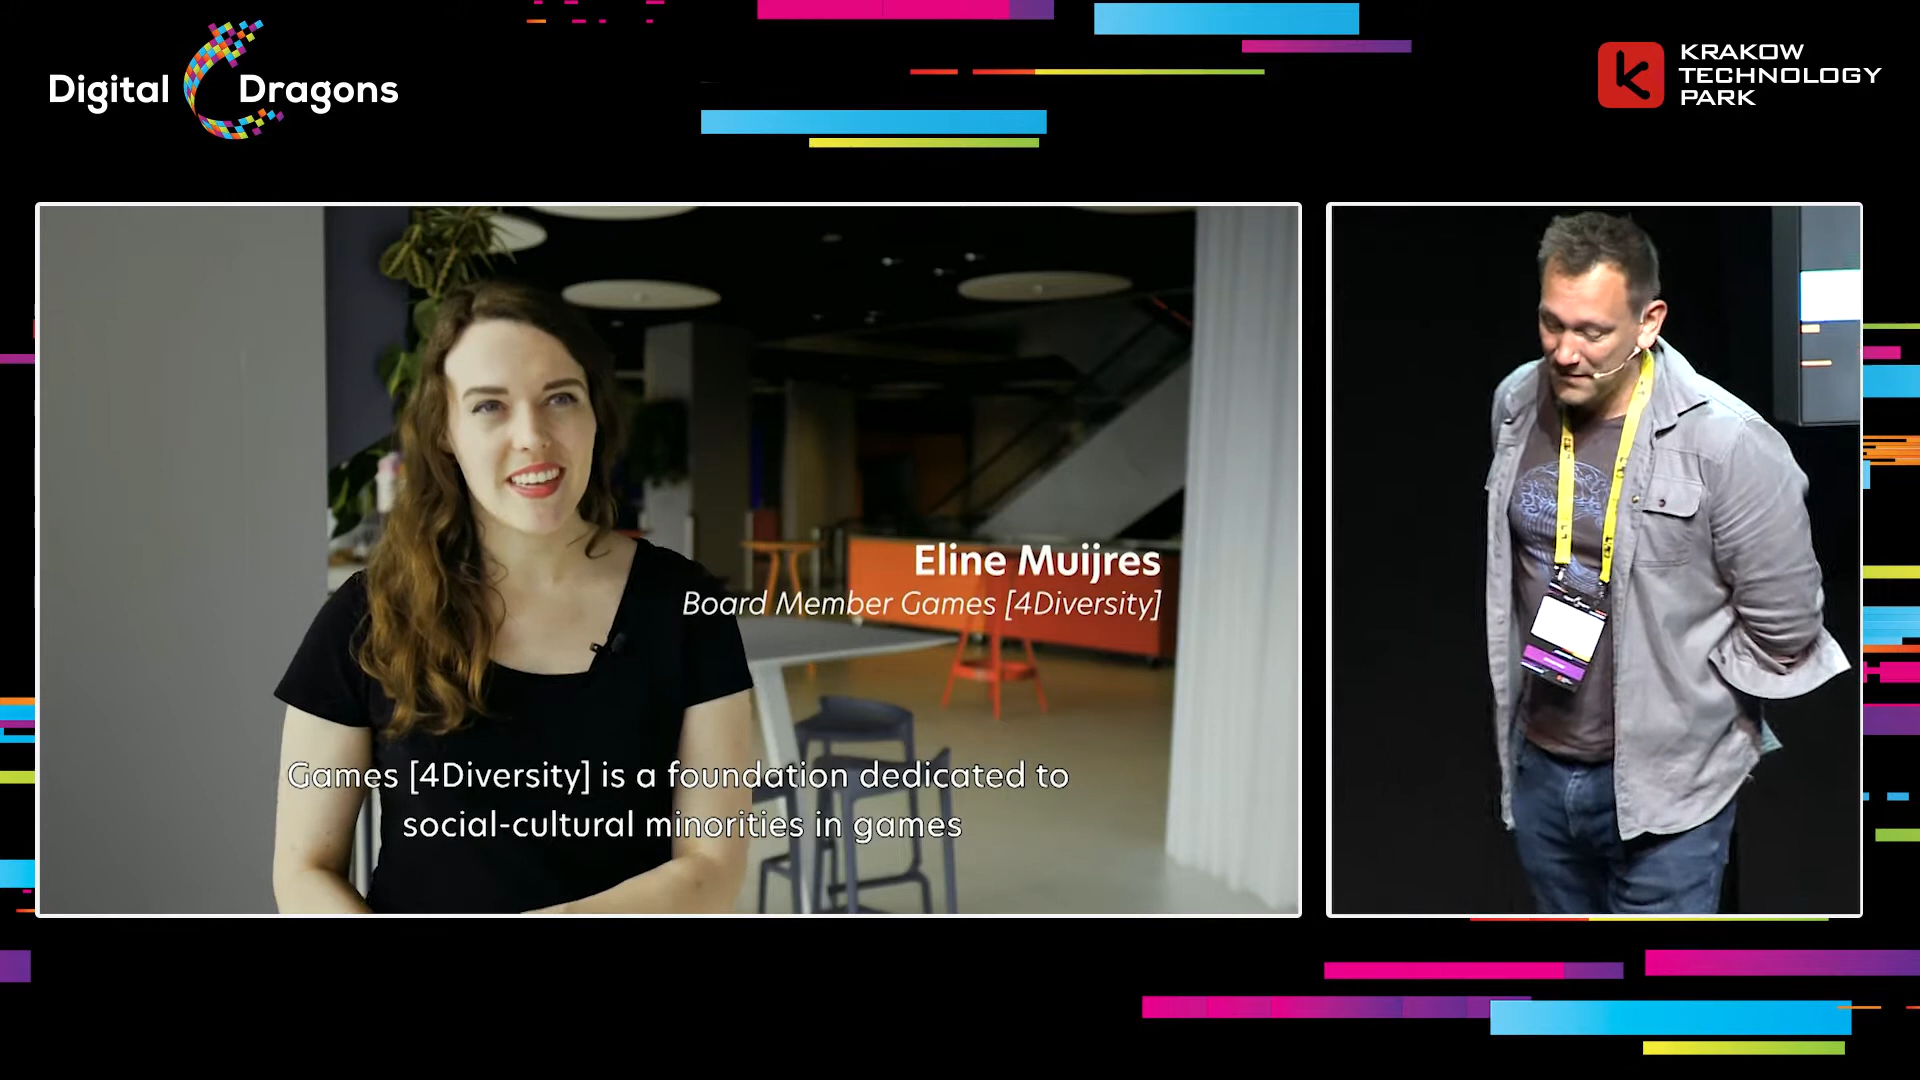 Digital Dragons
KRAKOW
TECHNOLOGY
PARK
Eline Muijres
Board Member Games [4Diversity]
Games [4Diversity] is a foundation dedicated to
social-cultural minorities in games